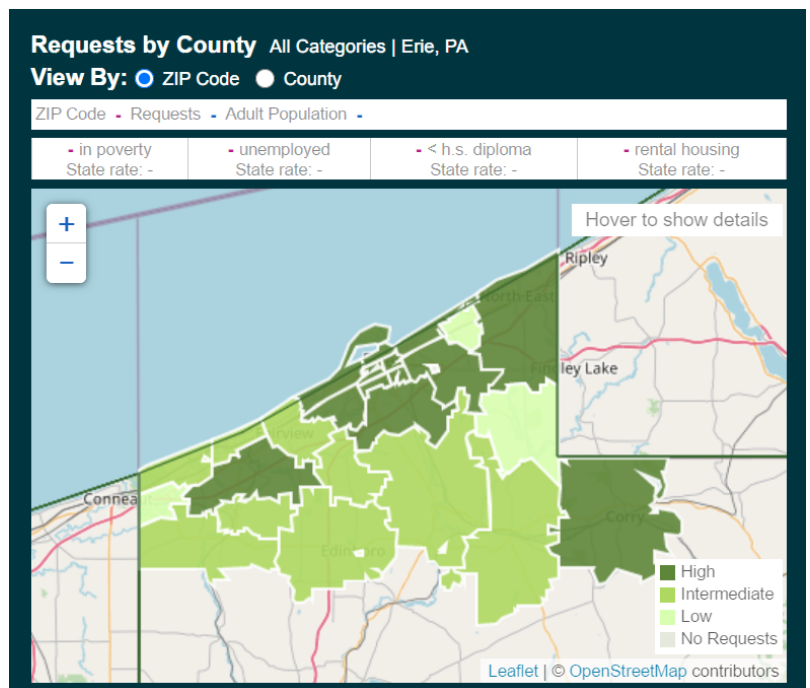 Requests by County All Categories | Erie, PA
View By: ZIP Code County
ZIP Code - Requests - Adult Population -
- in poverty
State rate: -
- unemployed
State rate: -
- < h.s. diploma
State rate: -
- rental housing
State rate: -
+
−
Hover to show details
Ripley
North East
Findley Lake
Fairview
Conneaut
Corry
Edinboro
High
Intermediate
Low
No Requests
Leaflet | © OpenStreetMap contributors